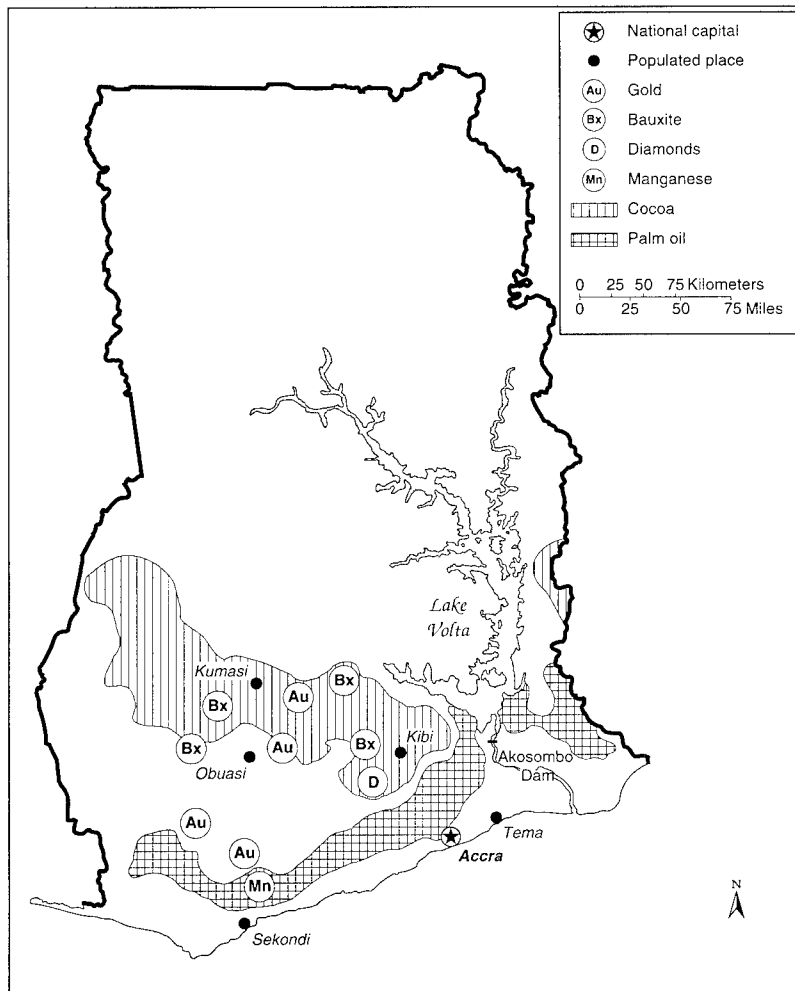 National capital
Populated place
Au Gold
Bx Bauxite
D Diamonds
Mn Manganese
Cocoa
Palm oil
0 25 50 75 Kilometers
0 25 50 75 Miles
Lake
Volta
Kumasi
Bx
Au
Bx
Bx
Au
Bx
Kibi
Obuasi
D
Akosombo
Dám
Au
Au
Tema
Accra
Mn
Sekondi
N